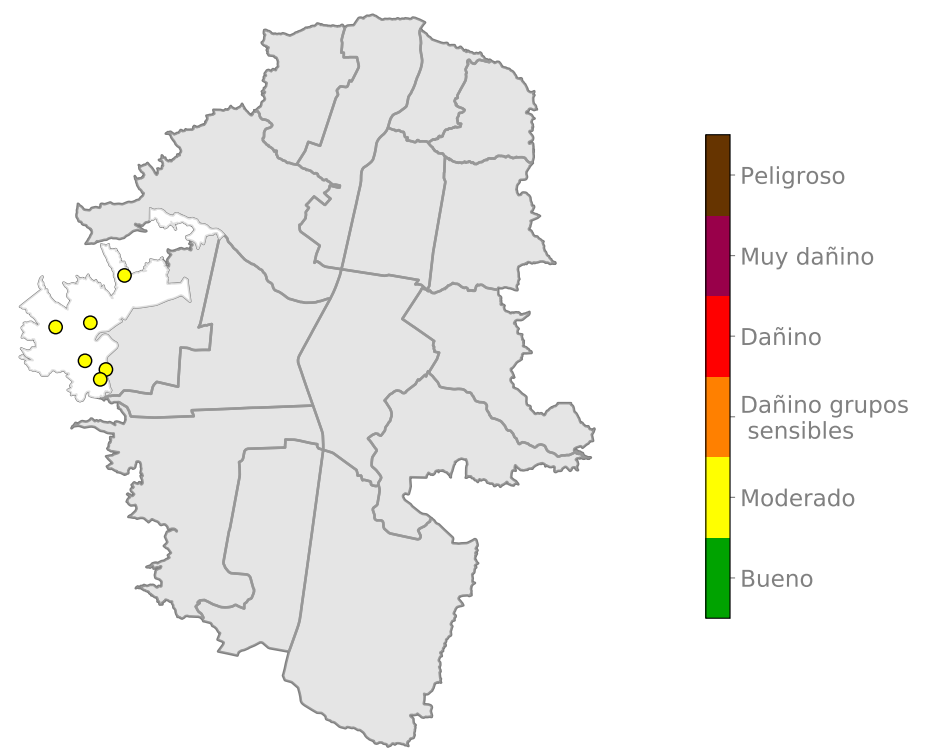 Peligroso
Muy dañino
Dañino
Dañino grupos
sensibles
Moderado
Bueno